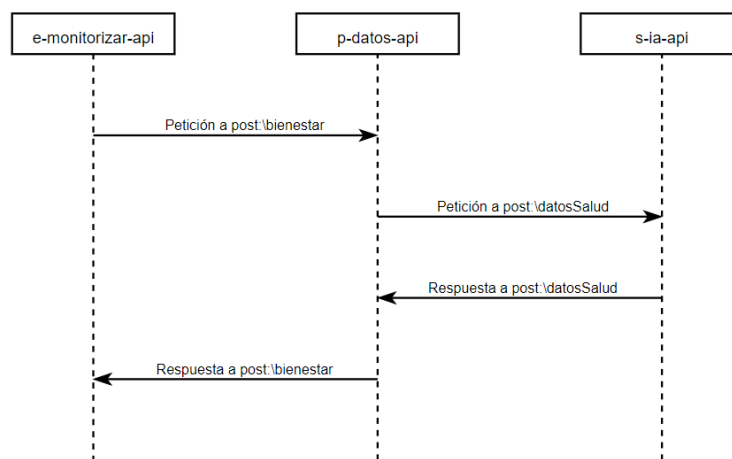 e-monitorizar-api
p-datos-api
s-ia-api
Petición a post:\bienestar
Petición a post:\datosSalud
Respuesta a post:\datosSalud
Respuesta a post:\bienestar